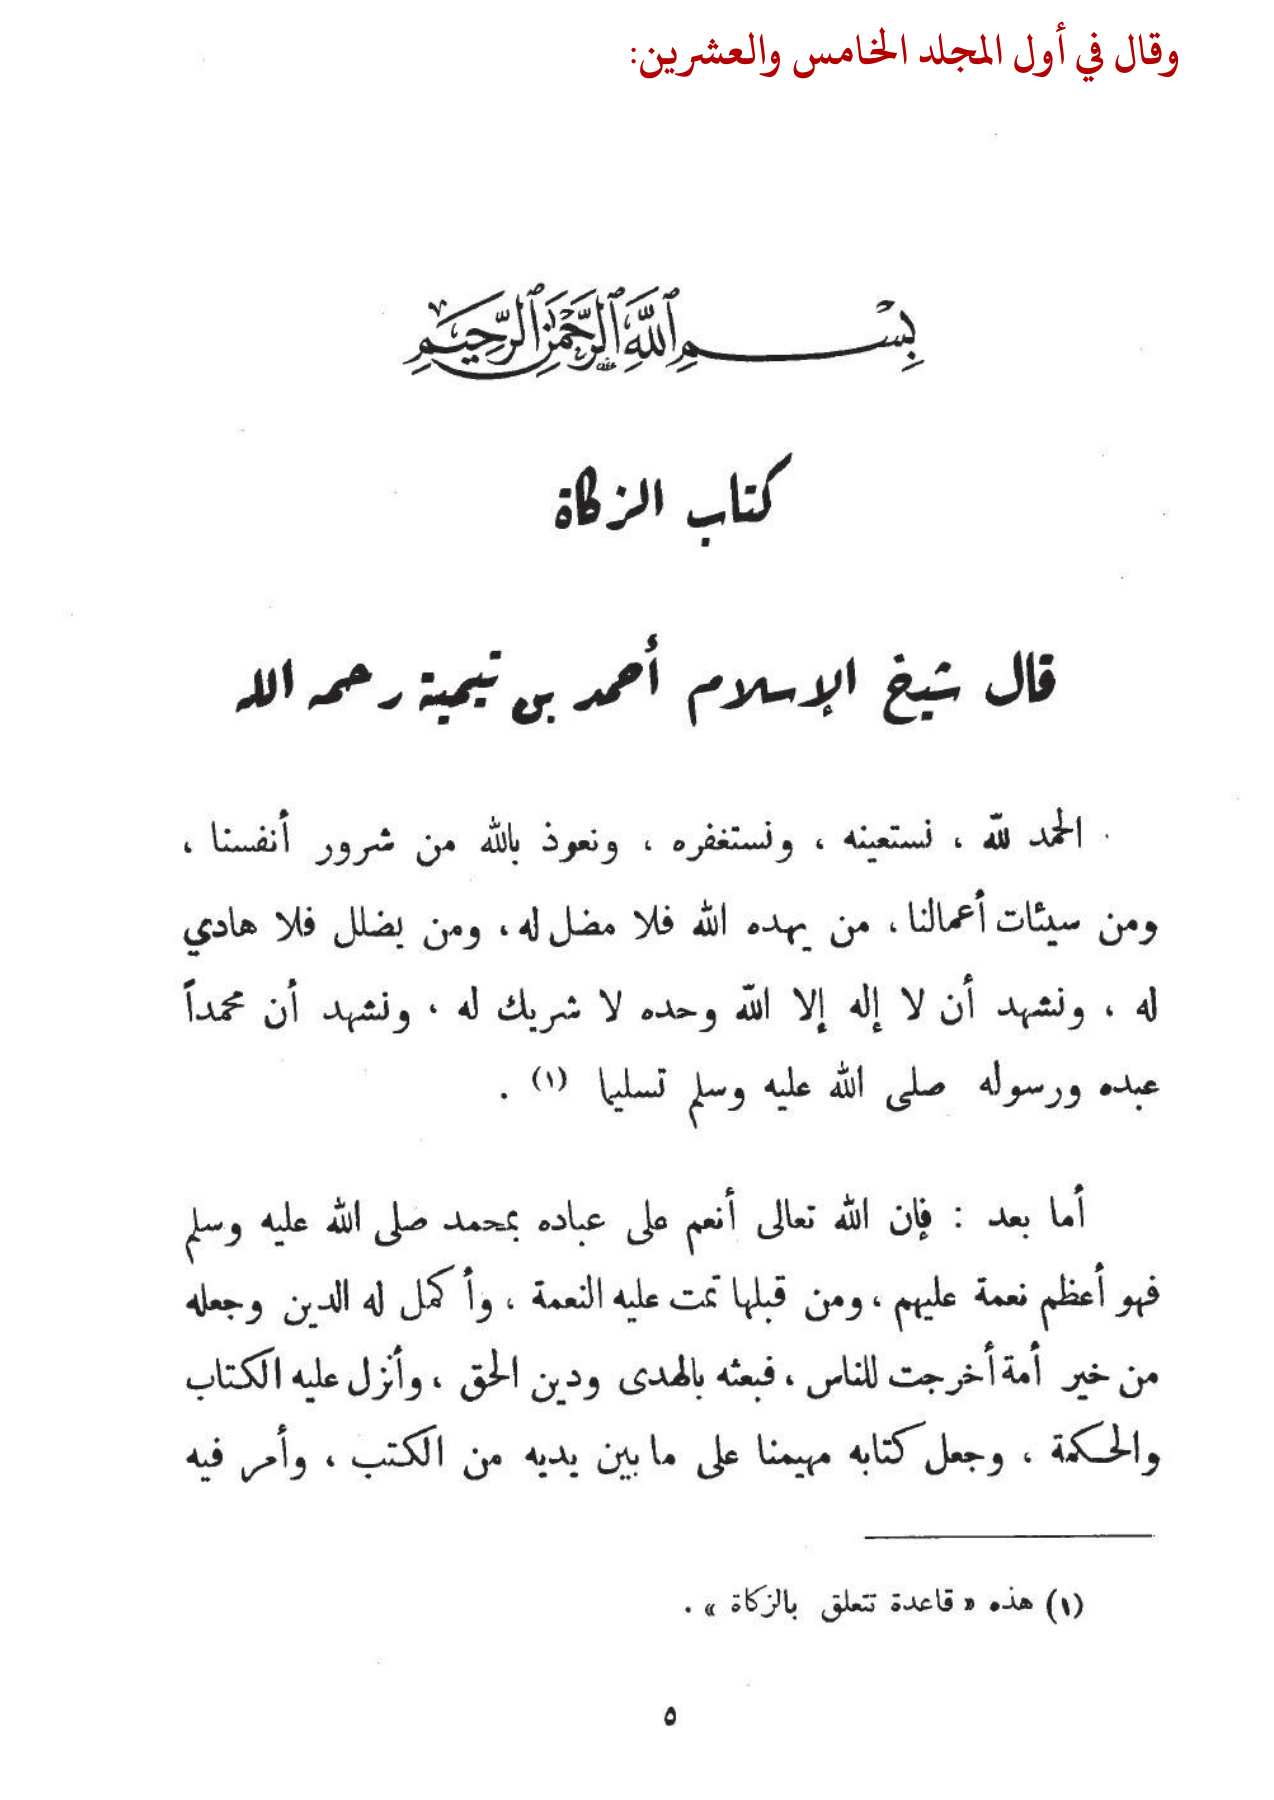 وقال في أول المجلد الخامس والعشرين:
بِسْمِ ٱللَّهِ ٱلرَّحْمَٰنِ ٱلرَّحِيمِ
كتاب الزكاة
قال شيخ الإسلام أحمد بن تيمية رحمه الله
الحمد لله ، نستعينه ، ونستغفره ، ونعوذ بالله من شرور أنفسنا ،
ومن سيئات أعمالنا ، من يهده الله فلا مضل له ، ومن يضلل فلا هادي
له ، ونشهد أن لا إله إلا الله وحده لا شريك له ، ونشهد أن محمداً
عبده ورسوله صلى الله عليه وسلم تسليما (١) .
أما بعد : فإن الله تعالى أنعم على عباده بمحمد صلى الله عليه وسلم
فهو أعظم نعمة عليهم ، ومن قبلها تمت عليه النعمة ، وأكمل له الدين وجعله
من خير أمة أخرجت للناس ، فبعثه بالهدى ودين الحق ، وأنزل عليه الكتاب
والحكمة ، وجعل كتابه مهيمنا على ما بين يديه من الكتب ، وأمر فيه
(١) هذه « قاعدة تتعلق بالزكاة » .
٥